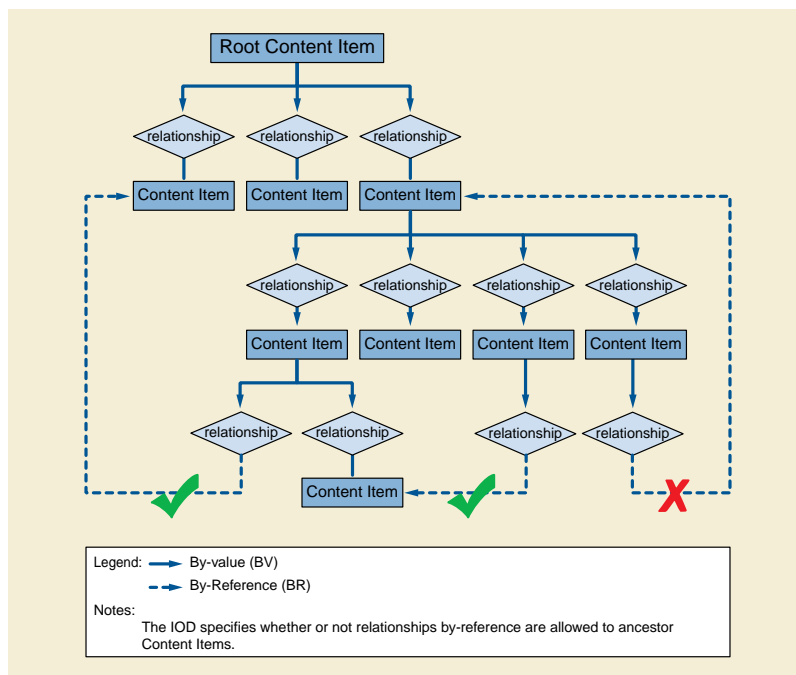 Root Content Item
relationship
relationship
relationship
Content Item
Content Item
Content Item
relationship
relationship
relationship
relationship
Content Item
Content Item
Content Item
Content Item
relationship
relationship
relationship
relationship
Content Item
Legend: By-value (BV)
By-Reference (BR)
Notes:
The IOD specifies whether or not relationships by-reference are allowed to ancestor
Content Items.